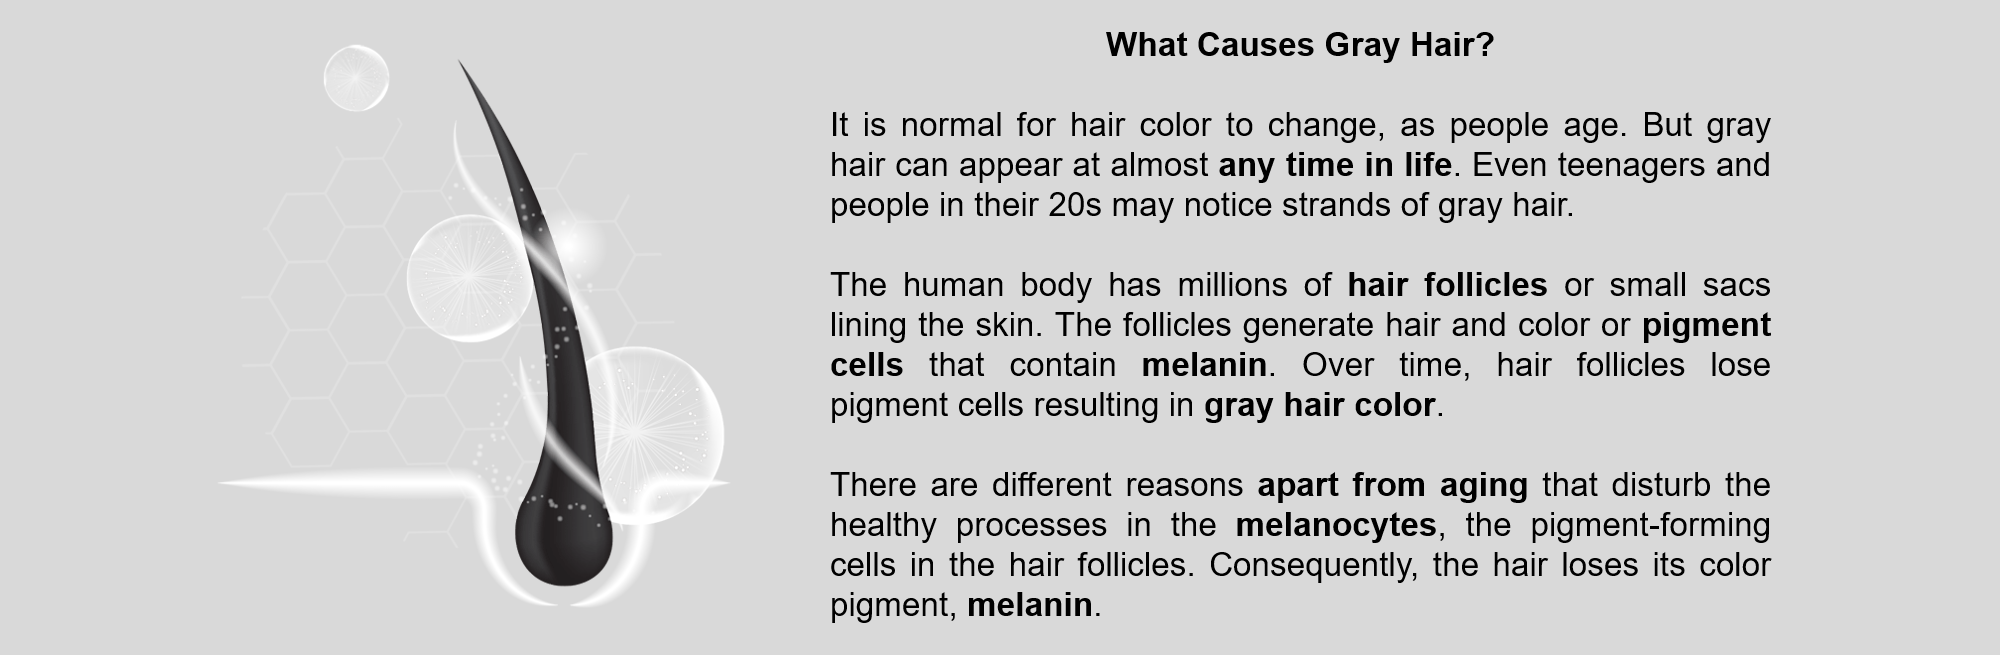 What Causes Gray Hair?
It is normal for hair color to change, as people age. But gray
hair can appear at almost any time in life. Even teenagers and
people in their 20s may notice strands of gray hair.
The human body has millions of hair follicles or small sacs
lining the skin. The follicles generate hair and color or pigment
cells that contain melanin. Over time, hair follicles lose
pigment cells resulting in gray hair color.
There are different reasons apart from aging that disturb the
healthy processes in the melanocytes, the pigment-forming
cells in the hair follicles. Consequently, the hair loses its color
pigment, melanin.